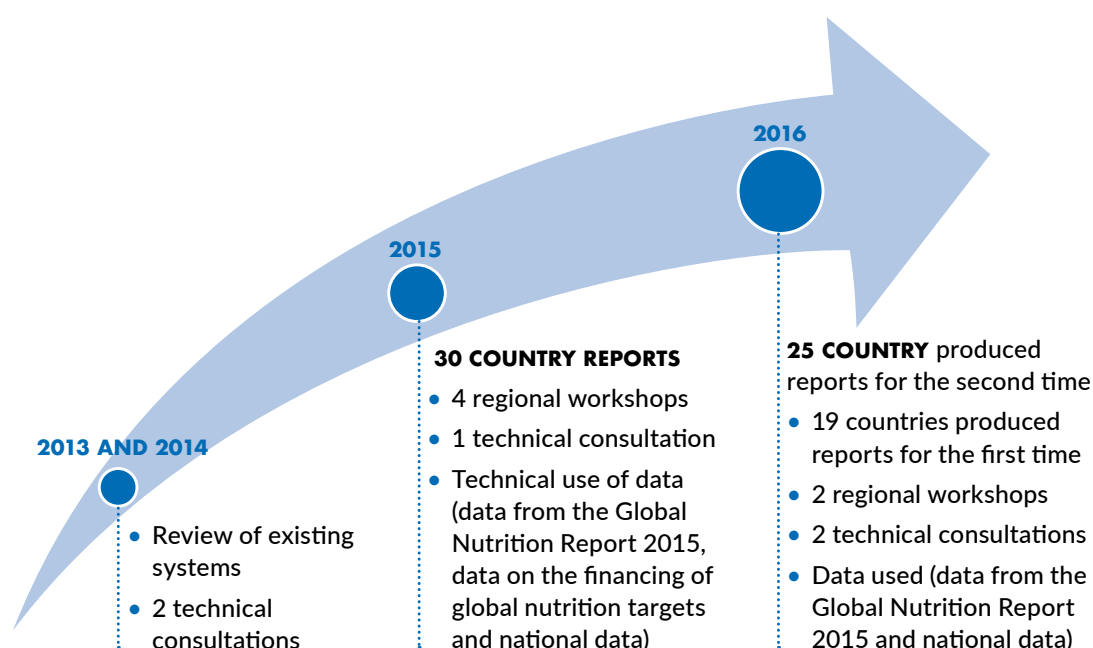 2013 AND 2014
• Review of existing
systems
• 2 technical
consultations
2015
30 COUNTRY REPORTS
• 4 regional workshops
• 1 technical consultation
• Technical use of data
(data from the Global
Nutrition Report 2015,
data on the financing of
global nutrition targets
and national data)
2016
25 COUNTRY produced
reports for the second time
• 19 countries produced
reports for the first time
• 2 regional workshops
• 2 technical consultations
• Data used (data from the
Global Nutrition Report
2015 and national data)